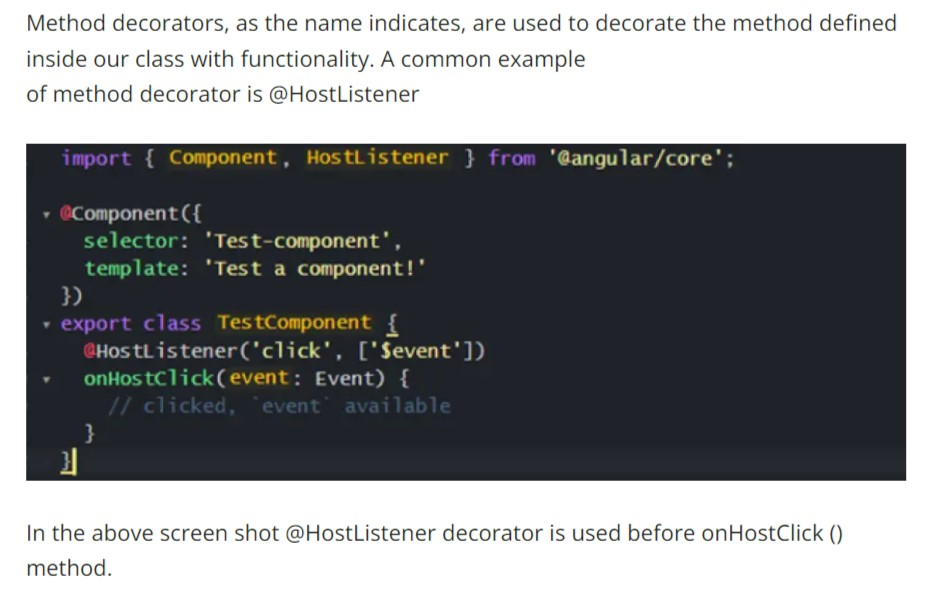 Method decorators, as the name indicates, are used to decorate the method defined
inside our class with functionality. A common example
of method decorator is @HostListener
import { Component, HostListener } from '@angular/core';
@Component({
selector: 'Test-component',
template: 'Test a component!'
})
export class TestComponent {
@HostListener('click', ['$event'])
onHostClick(event: Event) {
// clicked, `event` available
}
}
In the above screen shot @HostListener decorator is used before onHostClick ()
method.